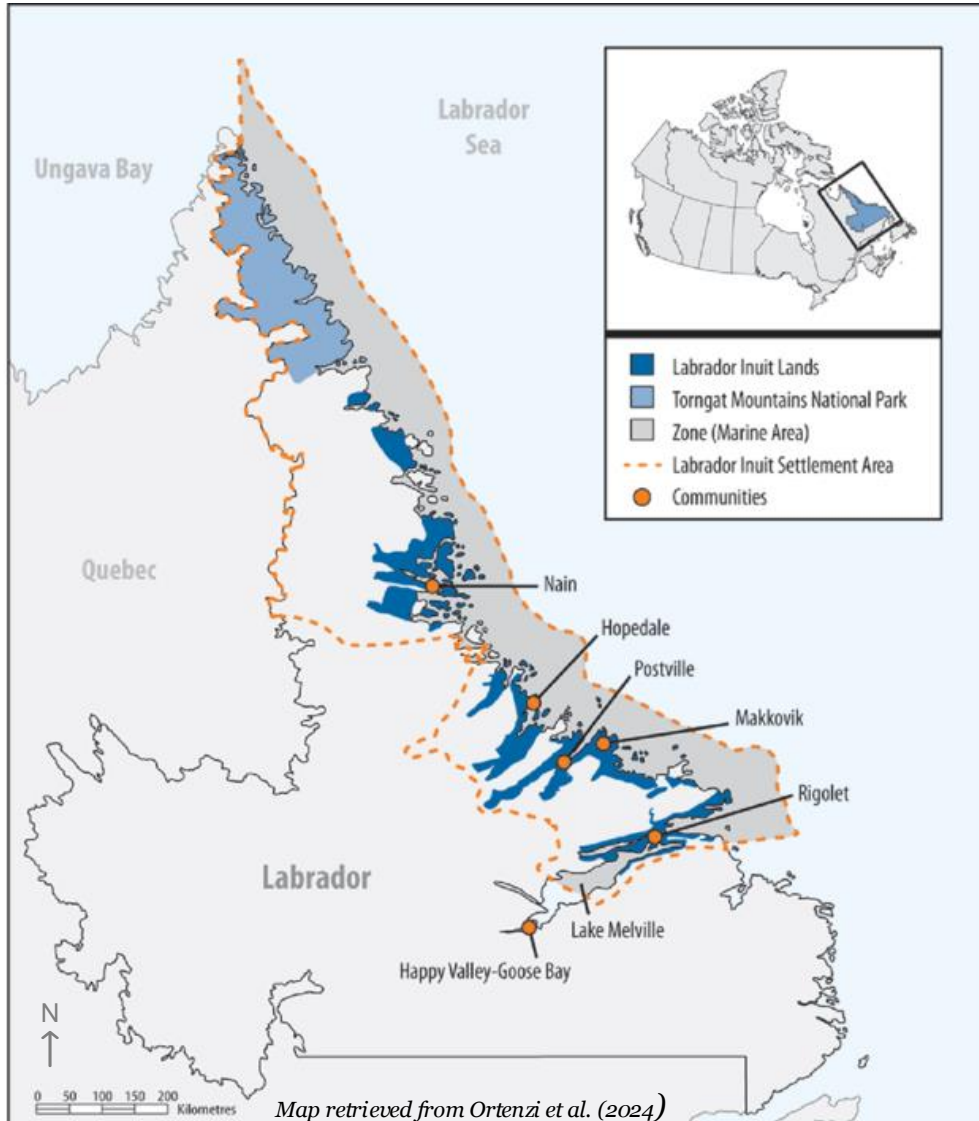 Labrador
Sea
Ungava Bay
Labrador Inuit Lands
Torngat Mountains National Park
Zone (Marine Area)
Labrador Inuit Settlement Area
Communities
Quebec
Nain
Hopedale
Postville
Makkovik
Rigolet
Labrador
Lake Melville
Happy Valley-Goose Bay
N
0 50 100 150 200
Kilometres
Map retrieved from Ortenzi et al. (2024)